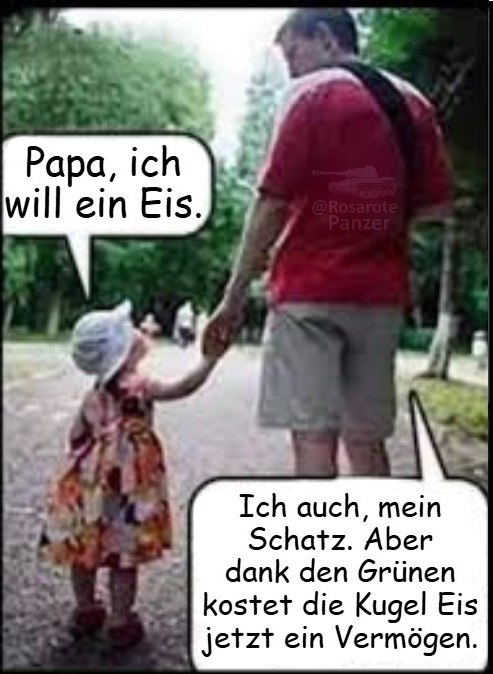 Papa, ich
will ein Eis.
@Rosarote
Panzer
Ich auch, mein
Schatz. Aber
dank den Grünen
kostet die Kugel Eis
jetzt ein Vermögen.